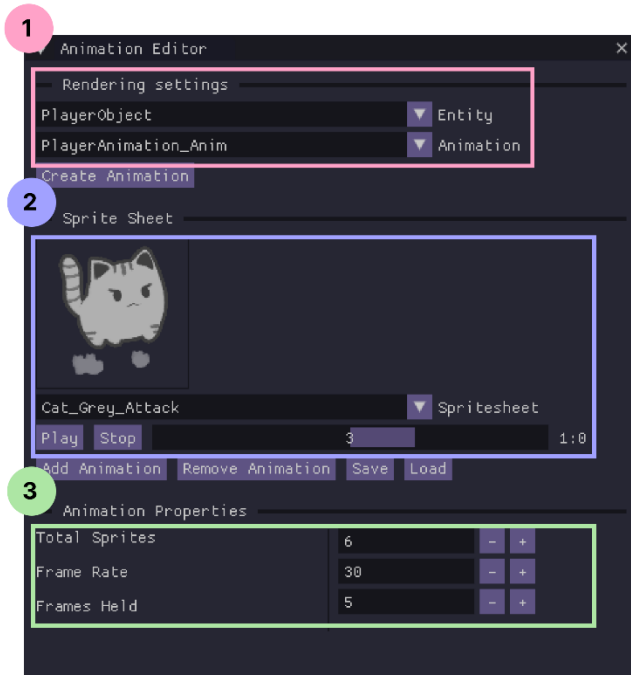 1
Animation Editor
Rendering settings
PlayerObject Entity
PlayerAnimation_Anim Animation
Create Animation
2
Sprite Sheet
Cat_Grey_Attack Spritesheet
Play Stop 3 1:0
Add Animation Remove Animation Save Load
3
Animation Properties
Total Sprites 6 - +
Frame Rate 30 - +
Frames Held 5 - +